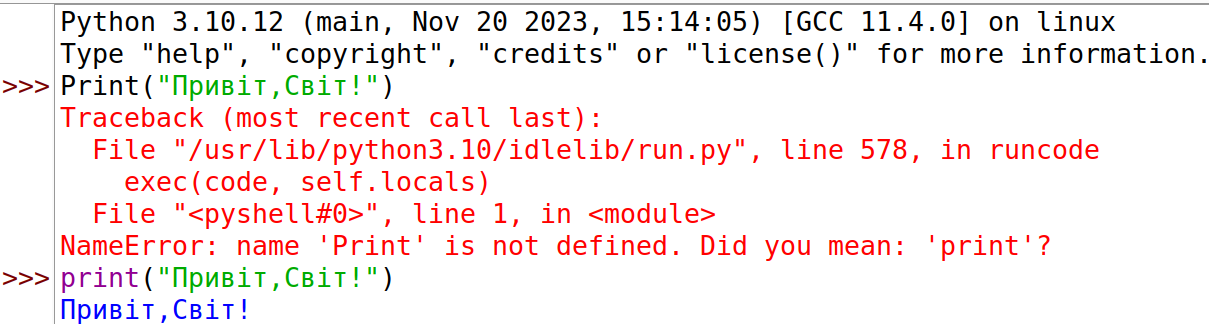 Python 3.10.12 (main, Nov 20 2023, 15:14:05) [GCC 11.4.0] on linux
Type "help", "copyright", "credits" or "license()" for more information.
>>> Print("Привіт,Світ!")
Traceback (most recent call last):
  File "/usr/lib/python3.10/idlelib/run.py", line 578, in runcode
    exec(code, self.locals)
  File "<pyshell#0>", line 1, in <module>
NameError: name 'Print' is not defined. Did you mean: 'print'?
>>> print("Привіт,Світ!")
Привіт,Світ!